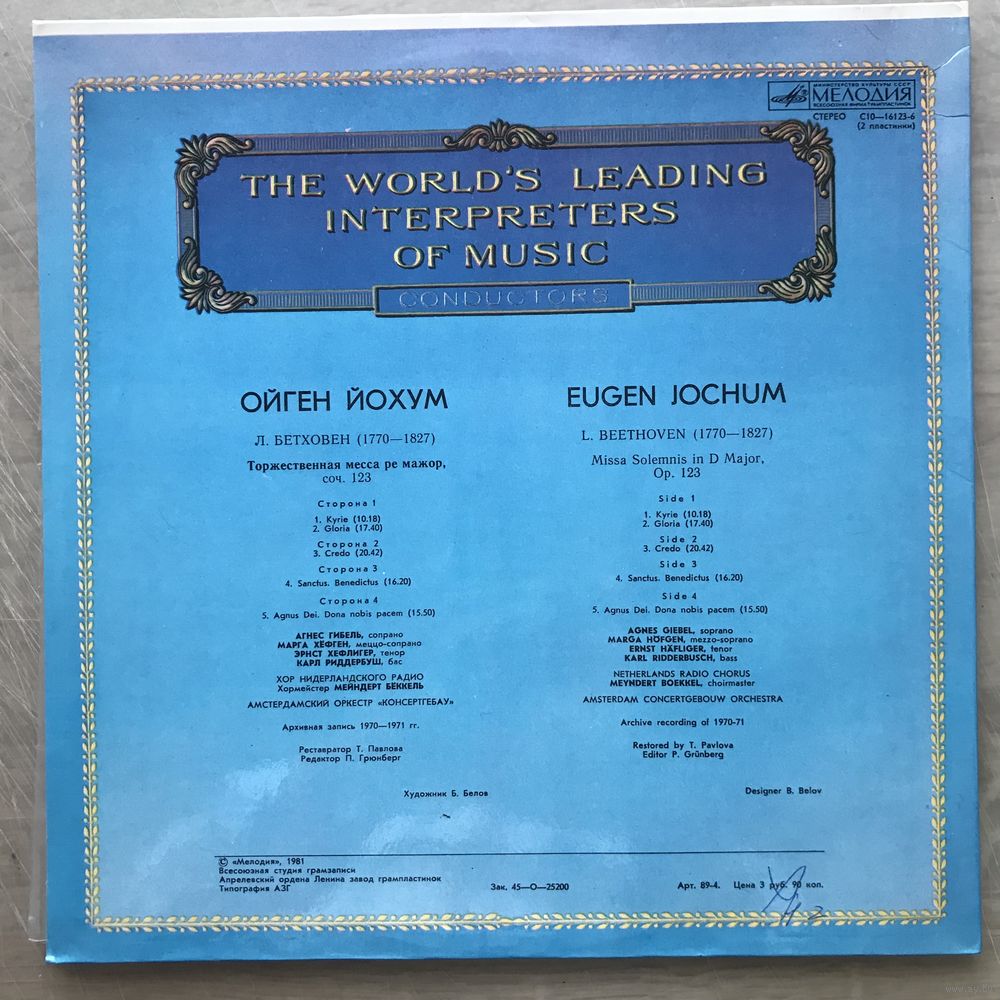 МИНИСТЕРСТВО КУЛЬТУРЫ СССР
МЕЛОДИЯ
ВСЕСОЮЗНАЯ ФИРМА ГРАМПЛАСТИНОК
СТЕРЕО С10—16123-6
(2 пластинки)
THE WORLD'S LEADING
INTERPRETERS
OF MUSIC
CONDUCTORS
ОЙГЕН ЙОХУМ
Л. БЕТХОВЕН (1770—1827)
Торжественная месса ре мажор,
соч. 123
Сторона 1
1. Kyrie (10.18)
2. Gloria (17.40)
Сторона 2
3. Credo (20.42)
Сторона 3
4. Sanctus. Benedictus (16.20)
Сторона 4
5. Agnus Dei. Dona nobis pacem (15.50)
АГНЕС ГИБЕЛЬ, сопрано
МАРГА ХЁФГЕН, меццо-сопрано
ЭРНСТ ХЕФЛИГЕР, тенор
КАРЛ РИДДЕРБУШ, бас
ХОР НИДЕРЛАНДСКОГО РАДИО
Хормейстер МЕЙНДЕРТ БЁККЕЛЬ
АМСТЕРДАМСКИЙ ОРКЕСТР «КОНСЕРТГЕБАУ»
Архивная запись 1970—1971 гг.
Реставратор Т. Павлова
Редактор П. Грюнберг
Художник Б. Белов
EUGEN JOCHUM
L. BEETHOVEN (1770—1827)
Missa Solemnis in D Major,
Op. 123
Side 1
1. Kyrie (10.18)
2. Gloria (17.40)
Side 2
3. Credo (20.42)
Side 3
4. Sanctus. Benedictus (16.20)
Side 4
5. Agnus Dei. Dona nobis pacem (15.50)
AGNES GIEBEL, soprano
MARGA HÖFGEN, mezzo-soprano
ERNST HÄFLIGER, tenor
KARL RIDDERBUSCH, bass
NETHERLANDS RADIO CHORUS
MEYNDERT BOEKKEL, choirmaster
AMSTERDAM CONCERTGEBOUW ORCHESTRA
Archive recording of 1970-71
Restored by T. Pavlova
Editor P. Grünberg
Designer B. Belov
© «Мелодия», 1981
Всесоюзная студия грамзаписи
Апрелевский ордена Ленина завод грампластинок
Типография АЗГ
Зак. 45—О—25200
Арт. 89-4. Цена 3 руб. 90 коп.